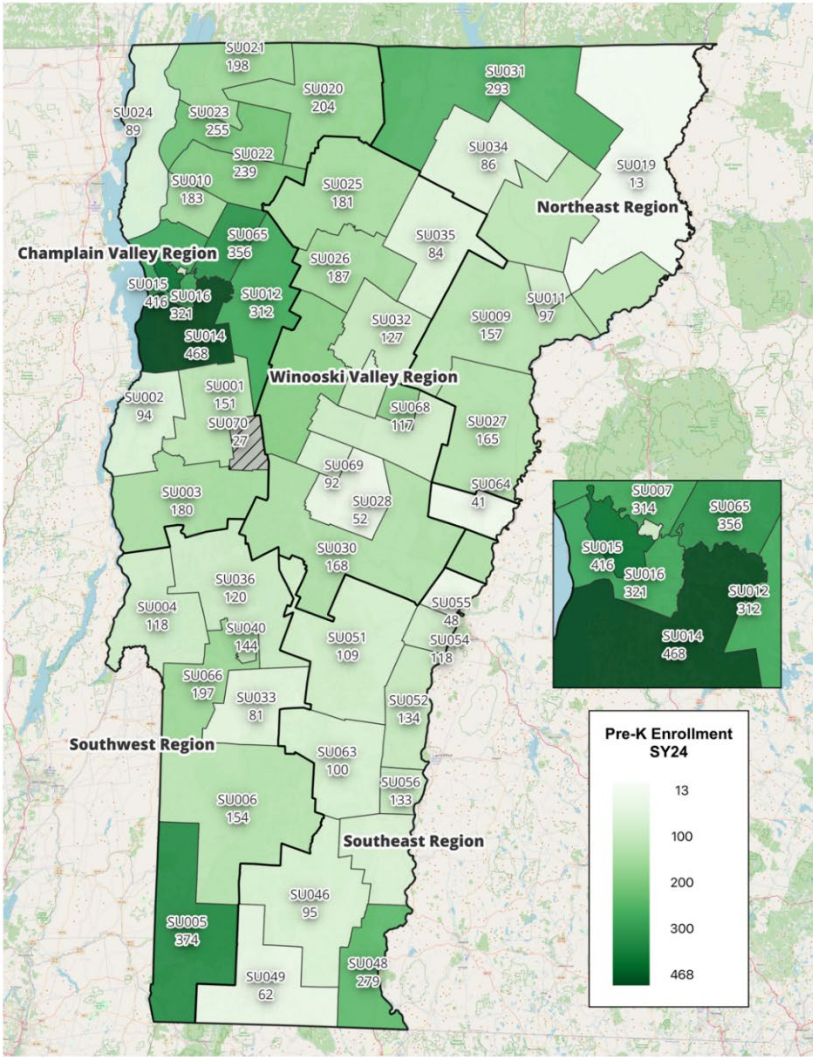 SU021
198
SU020
204
SU031
293
SU024
89
SU023
255
SU034
86
SU022
239
SU019
13
SU010
183
SU025
181
Northeast Region
SU065
356
SU035
84
Champlain Valley Region
SU026
187
SU015
416
SU016
321
SU012
312
SU011
97
SU009
157
SU032
127
SU014
468
Winooski Valley Region
SU002
94
SU001
151
SU068
117
SU027
165
SU070
27
SU069
92
SU064
41
SU003
180
SU028
52
SU030
168
SU036
120
SU004
118
SU055
48
SU040
144
SU051
109
SU054
118
SU066
197
SU033
81
SU052
134
Southwest Region
SU063
100
SU056
133
SU006
154
Southeast Region
SU046
95
SU005
374
SU048
279
SU049
62
SU007
314
SU065
356
SU015
416
SU016
321
SU012
312
SU014
468
Pre-K Enrollment
SY24
13
100
200
300
468